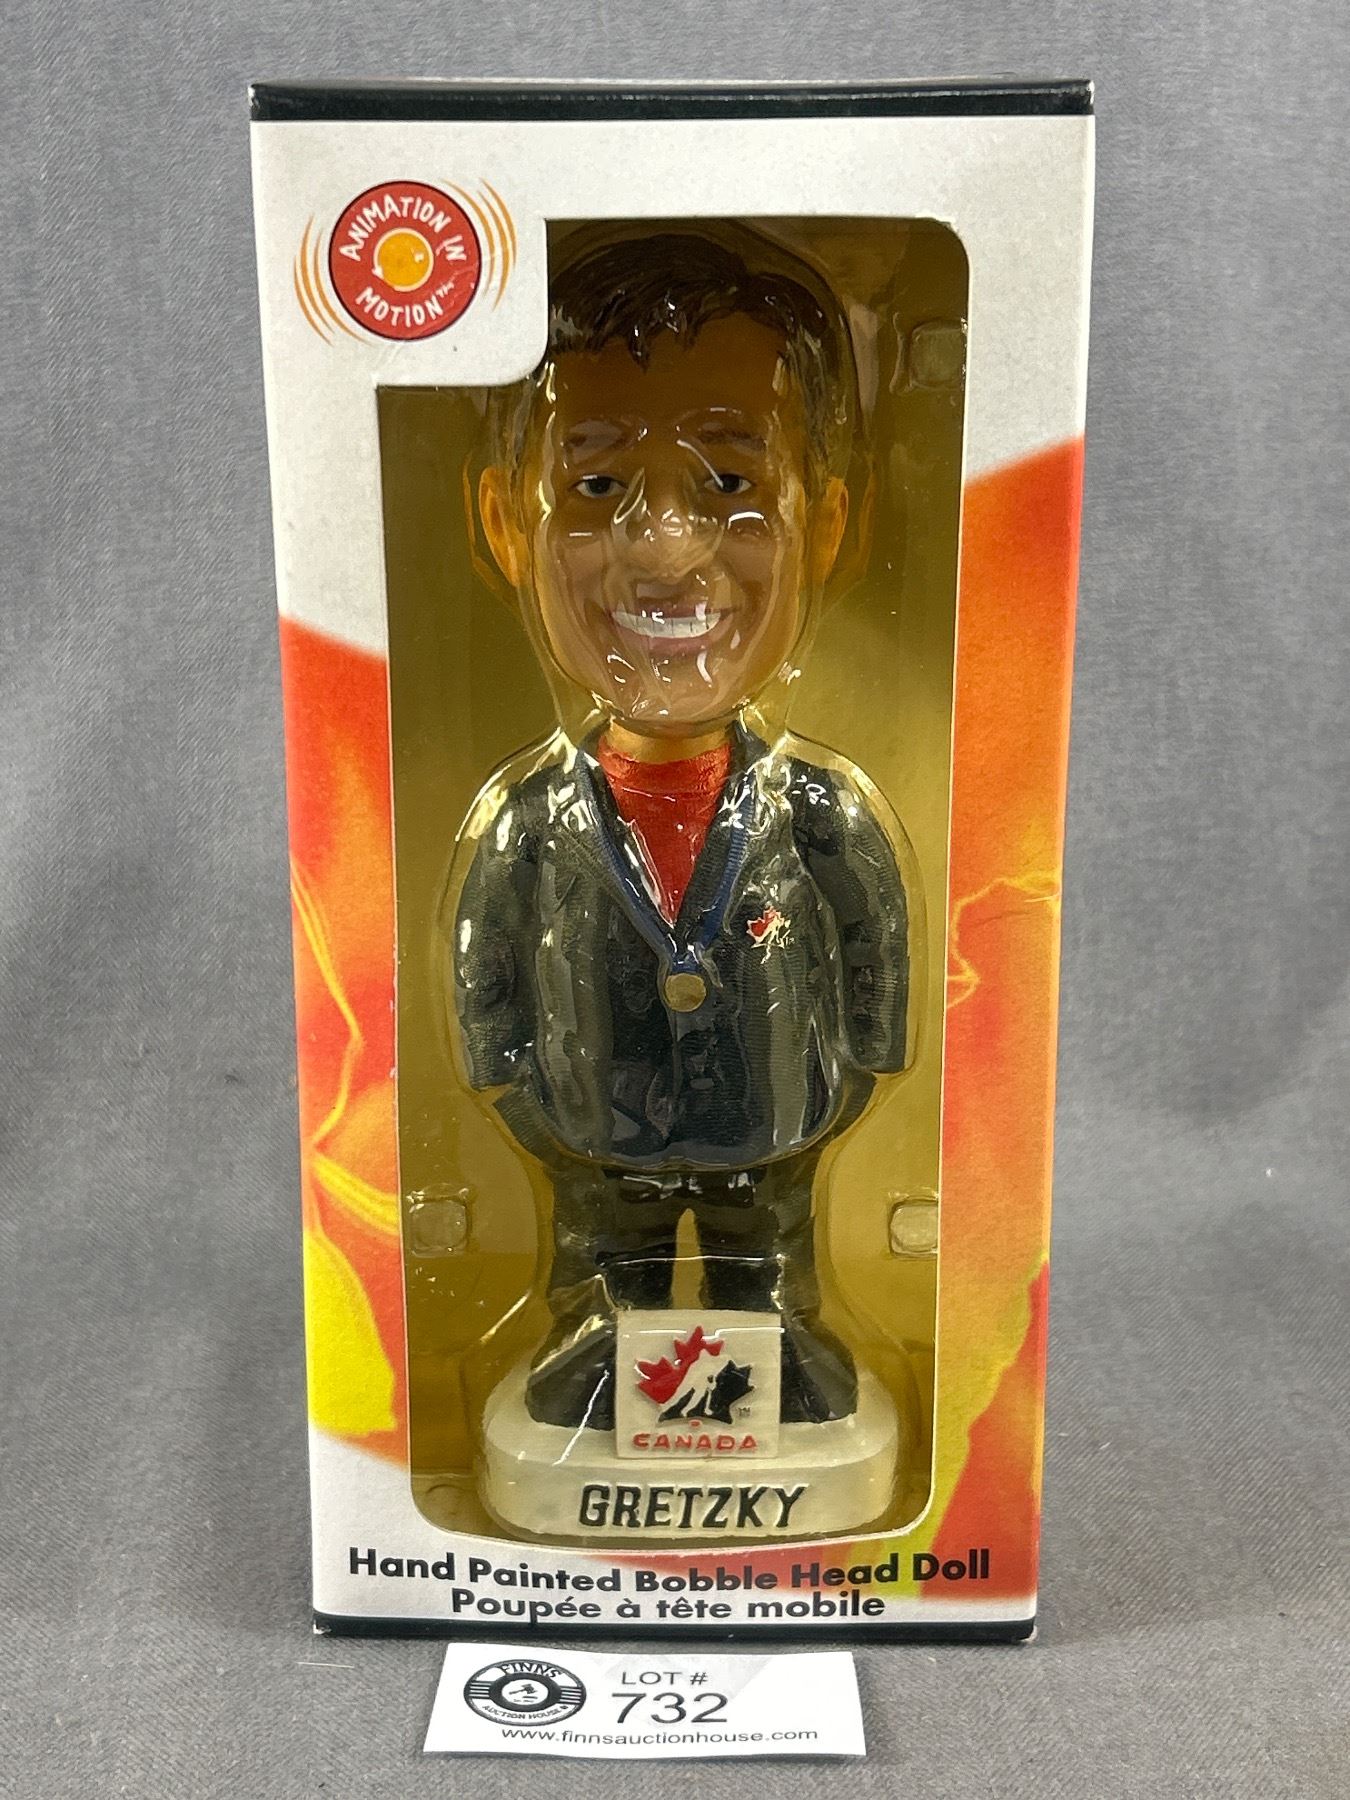 ANIMATION IN
MOTION™
CANADA
GRETZKY
Hand Painted Bobble Head Doll
Poupée à tête mobile
FINNS
AUCTION HOUSE
LOT #
732
www.finnsauctionhouse.com